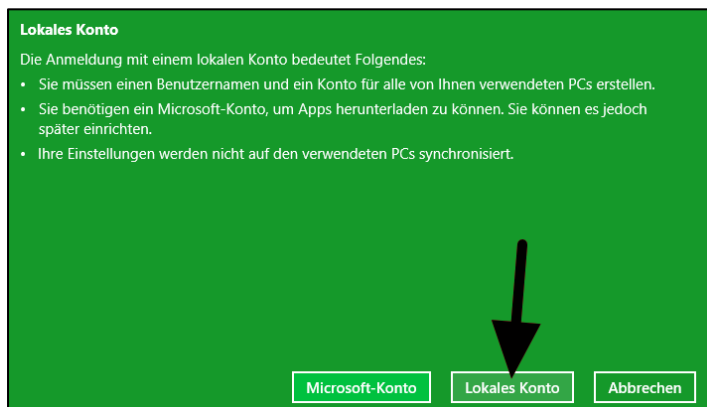 Lokales Konto
Die Anmeldung mit einem lokalen Konto bedeutet Folgendes:
• Sie müssen einen Benutzernamen und ein Konto für alle von Ihnen verwendeten PCs erstellen.
• Sie benötigen ein Microsoft-Konto, um Apps herunterladen zu können. Sie können es jedoch
später einrichten.
• Ihre Einstellungen werden nicht auf den verwendeten PCs synchronisiert.
Microsoft-Konto Lokales Konto Abbrechen